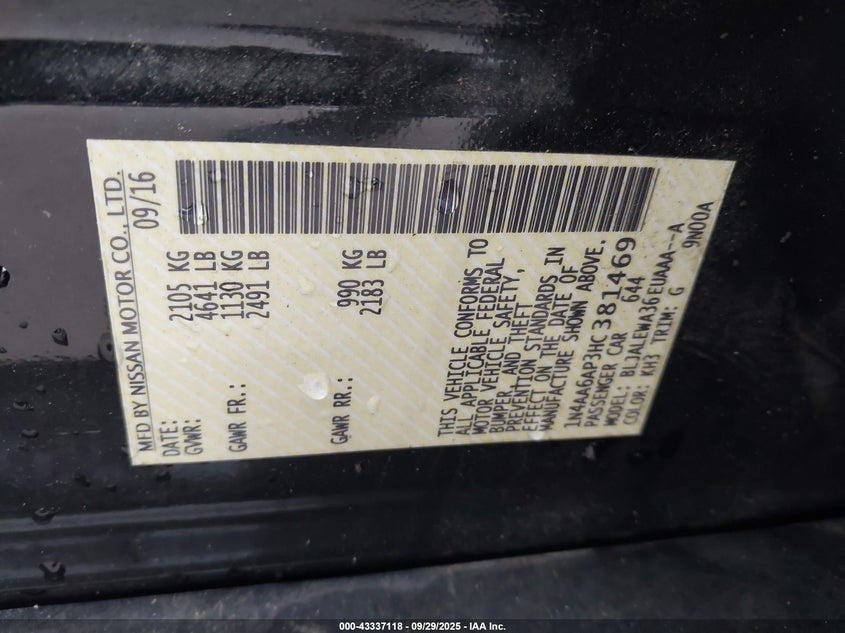 MFD BY NISSAN MOTOR CO., LTD.
DATE: 09/16
GVWR: 2105 KG
4641 LB
GAWR FR.: 1130 KG
2491 LB
GAWR RR.: 990 KG
2183 LB
THIS VEHICLE CONFORMS TO
ALL APPLICABLE FEDERAL
MOTOR VEHICLE SAFETY,
BUMPER, AND THEFT
PREVENTION STANDARDS IN
EFFECT ON THE DATE OF
MANUFACTURE SHOWN ABOVE.
1N4AA6AP3HC381469
PASSENGER CAR 644
MODEL: BLJALEWA36EUAAA--A
COLOR: KH3 TRIM: G 9N00A
000-43337118 - 09/29/2025 - IAA Inc.